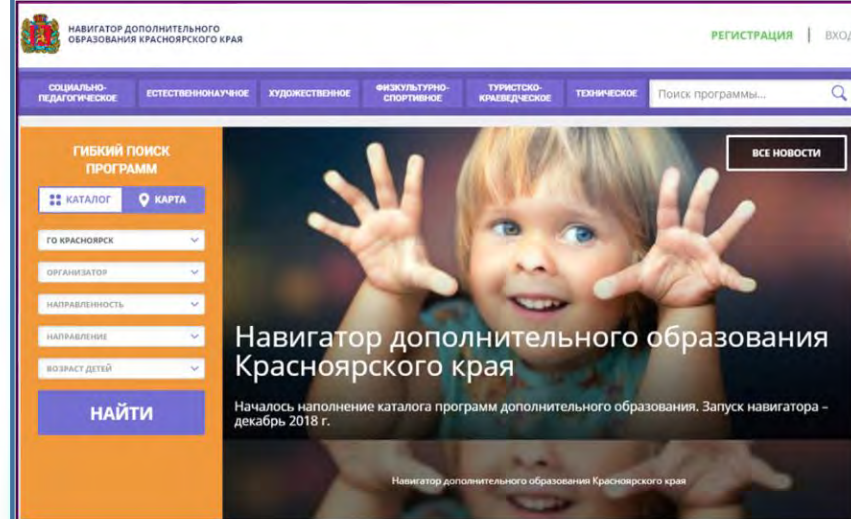 НАВИГАТОР ДОПОЛНИТЕЛЬНОГО
ОБРАЗОВАНИЯ КРАСНОЯРСКОГО КРАЯ
РЕГИСТРАЦИЯ | ВХОД
СОЦИАЛЬНО-
ПЕДАГОГИЧЕСКОЕ
ЕСТЕСТВЕННОНАУЧНОЕ
ХУДОЖЕСТВЕННОЕ
ФИЗКУЛЬТУРНО-
СПОРТИВНОЕ
ТУРИСТСКО-
КРАЕВЕДЧЕСКОЕ
ТЕХНИЧЕСКОЕ
Поиск программы...
ГИБКИЙ ПОИСК
ПРОГРАММ
КАТАЛОГ
КАРТА
ГО КРАСНОЯРСК
ОРГАНИЗАТОР
НАПРАВЛЕННОСТЬ
НАПРАВЛЕНИЕ
ВОЗРАСТ ДЕТЕЙ
НАЙТИ
ВСЕ НОВОСТИ
Навигатор дополнительного образования
Красноярского края
Началось наполнение каталога программ дополнительного образования. Запуск навигатора –
декабрь 2018 г.
Навигатор дополнительного образования Красноярского края